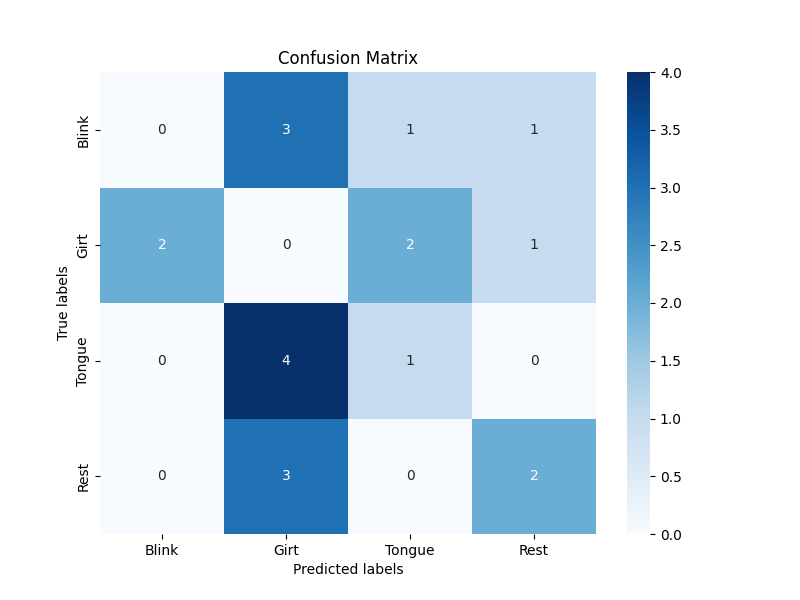 Confusion Matrix
True labels
Blink 0 3 1 1
Girt 2 0 2 1
Tongue 0 4 1 0
Rest 0 3 0 2
Blink Girt Tongue Rest
Predicted labels
4.0
3.5
3.0
2.5
2.0
1.5
1.0
0.5
0.0